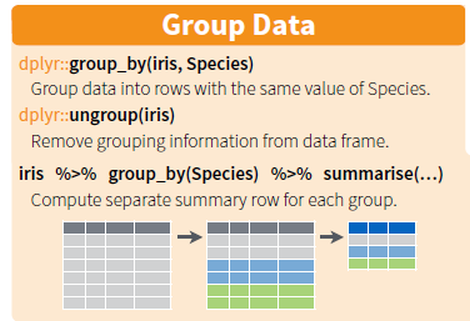 Group Data
dplyr::group_by(iris, Species)
Group data into rows with the same value of Species.
dplyr::ungroup(iris)
Remove grouping information from data frame.
iris %>% group_by(Species) %>% summarise(…)
Compute separate summary row for each group.